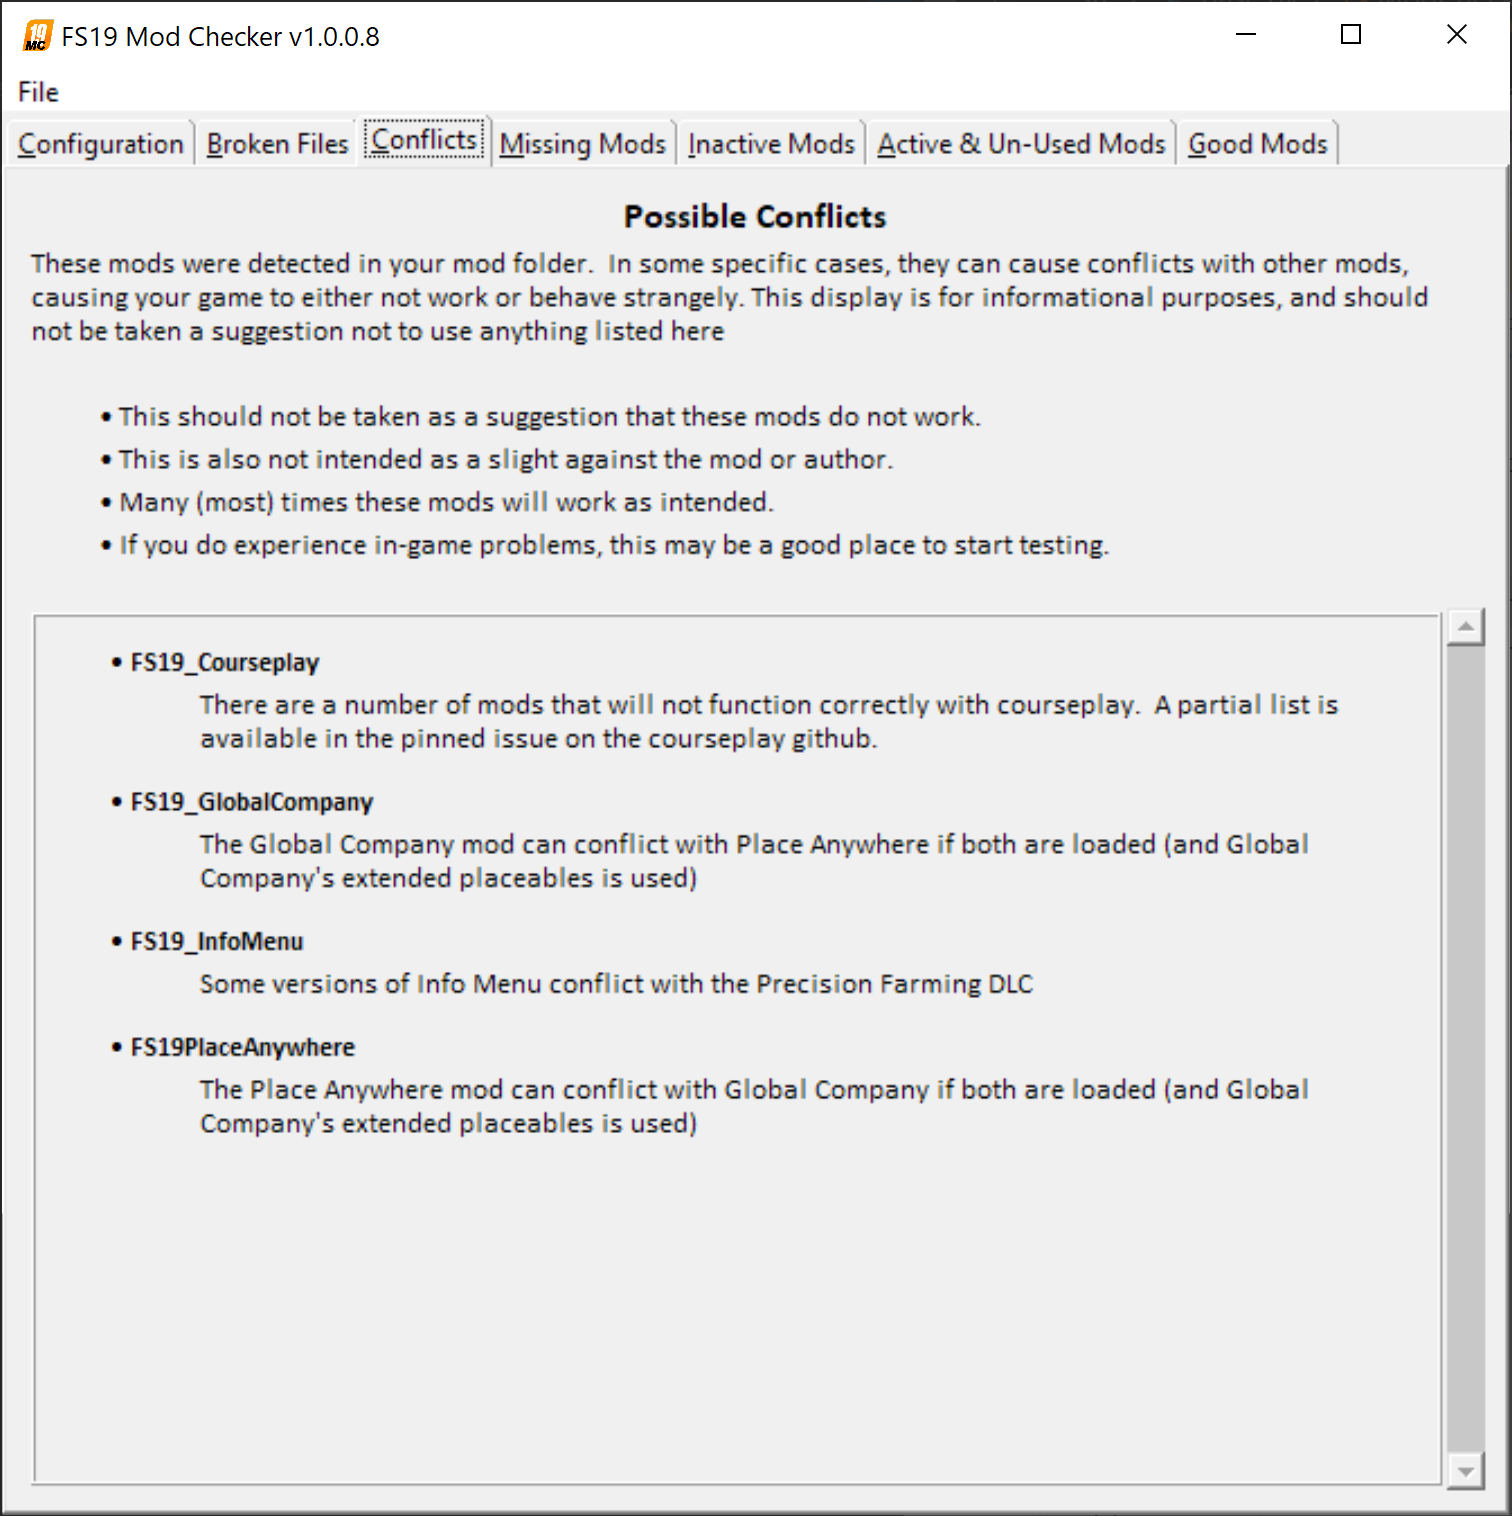 19
MC
FS19 Mod Checker v1.0.0.8
File
Configuration
Broken Files
Conflicts
Missing Mods
Inactive Mods
Active & Un-Used Mods
Good Mods
Possible Conflicts
These mods were detected in your mod folder.  In some specific cases, they can cause conflicts with other mods,
causing your game to either not work or behave strangely. This display is for informational purposes, and should
not be taken a suggestion not to use anything listed here
• This should not be taken as a suggestion that these mods do not work.
• This is also not intended as a slight against the mod or author.
• Many (most) times these mods will work as intended.
• If you do experience in-game problems, this may be a good place to start testing.
• FS19_Courseplay
There are a number of mods that will not function correctly with courseplay.  A partial list is
available in the pinned issue on the courseplay github.
• FS19_GlobalCompany
The Global Company mod can conflict with Place Anywhere if both are loaded (and Global
Company's extended placeables is used)
• FS19_InfoMenu
Some versions of Info Menu conflict with the Precision Farming DLC
• FS19PlaceAnywhere
The Place Anywhere mod can conflict with Global Company if both are loaded (and Global
Company's extended placeables is used)